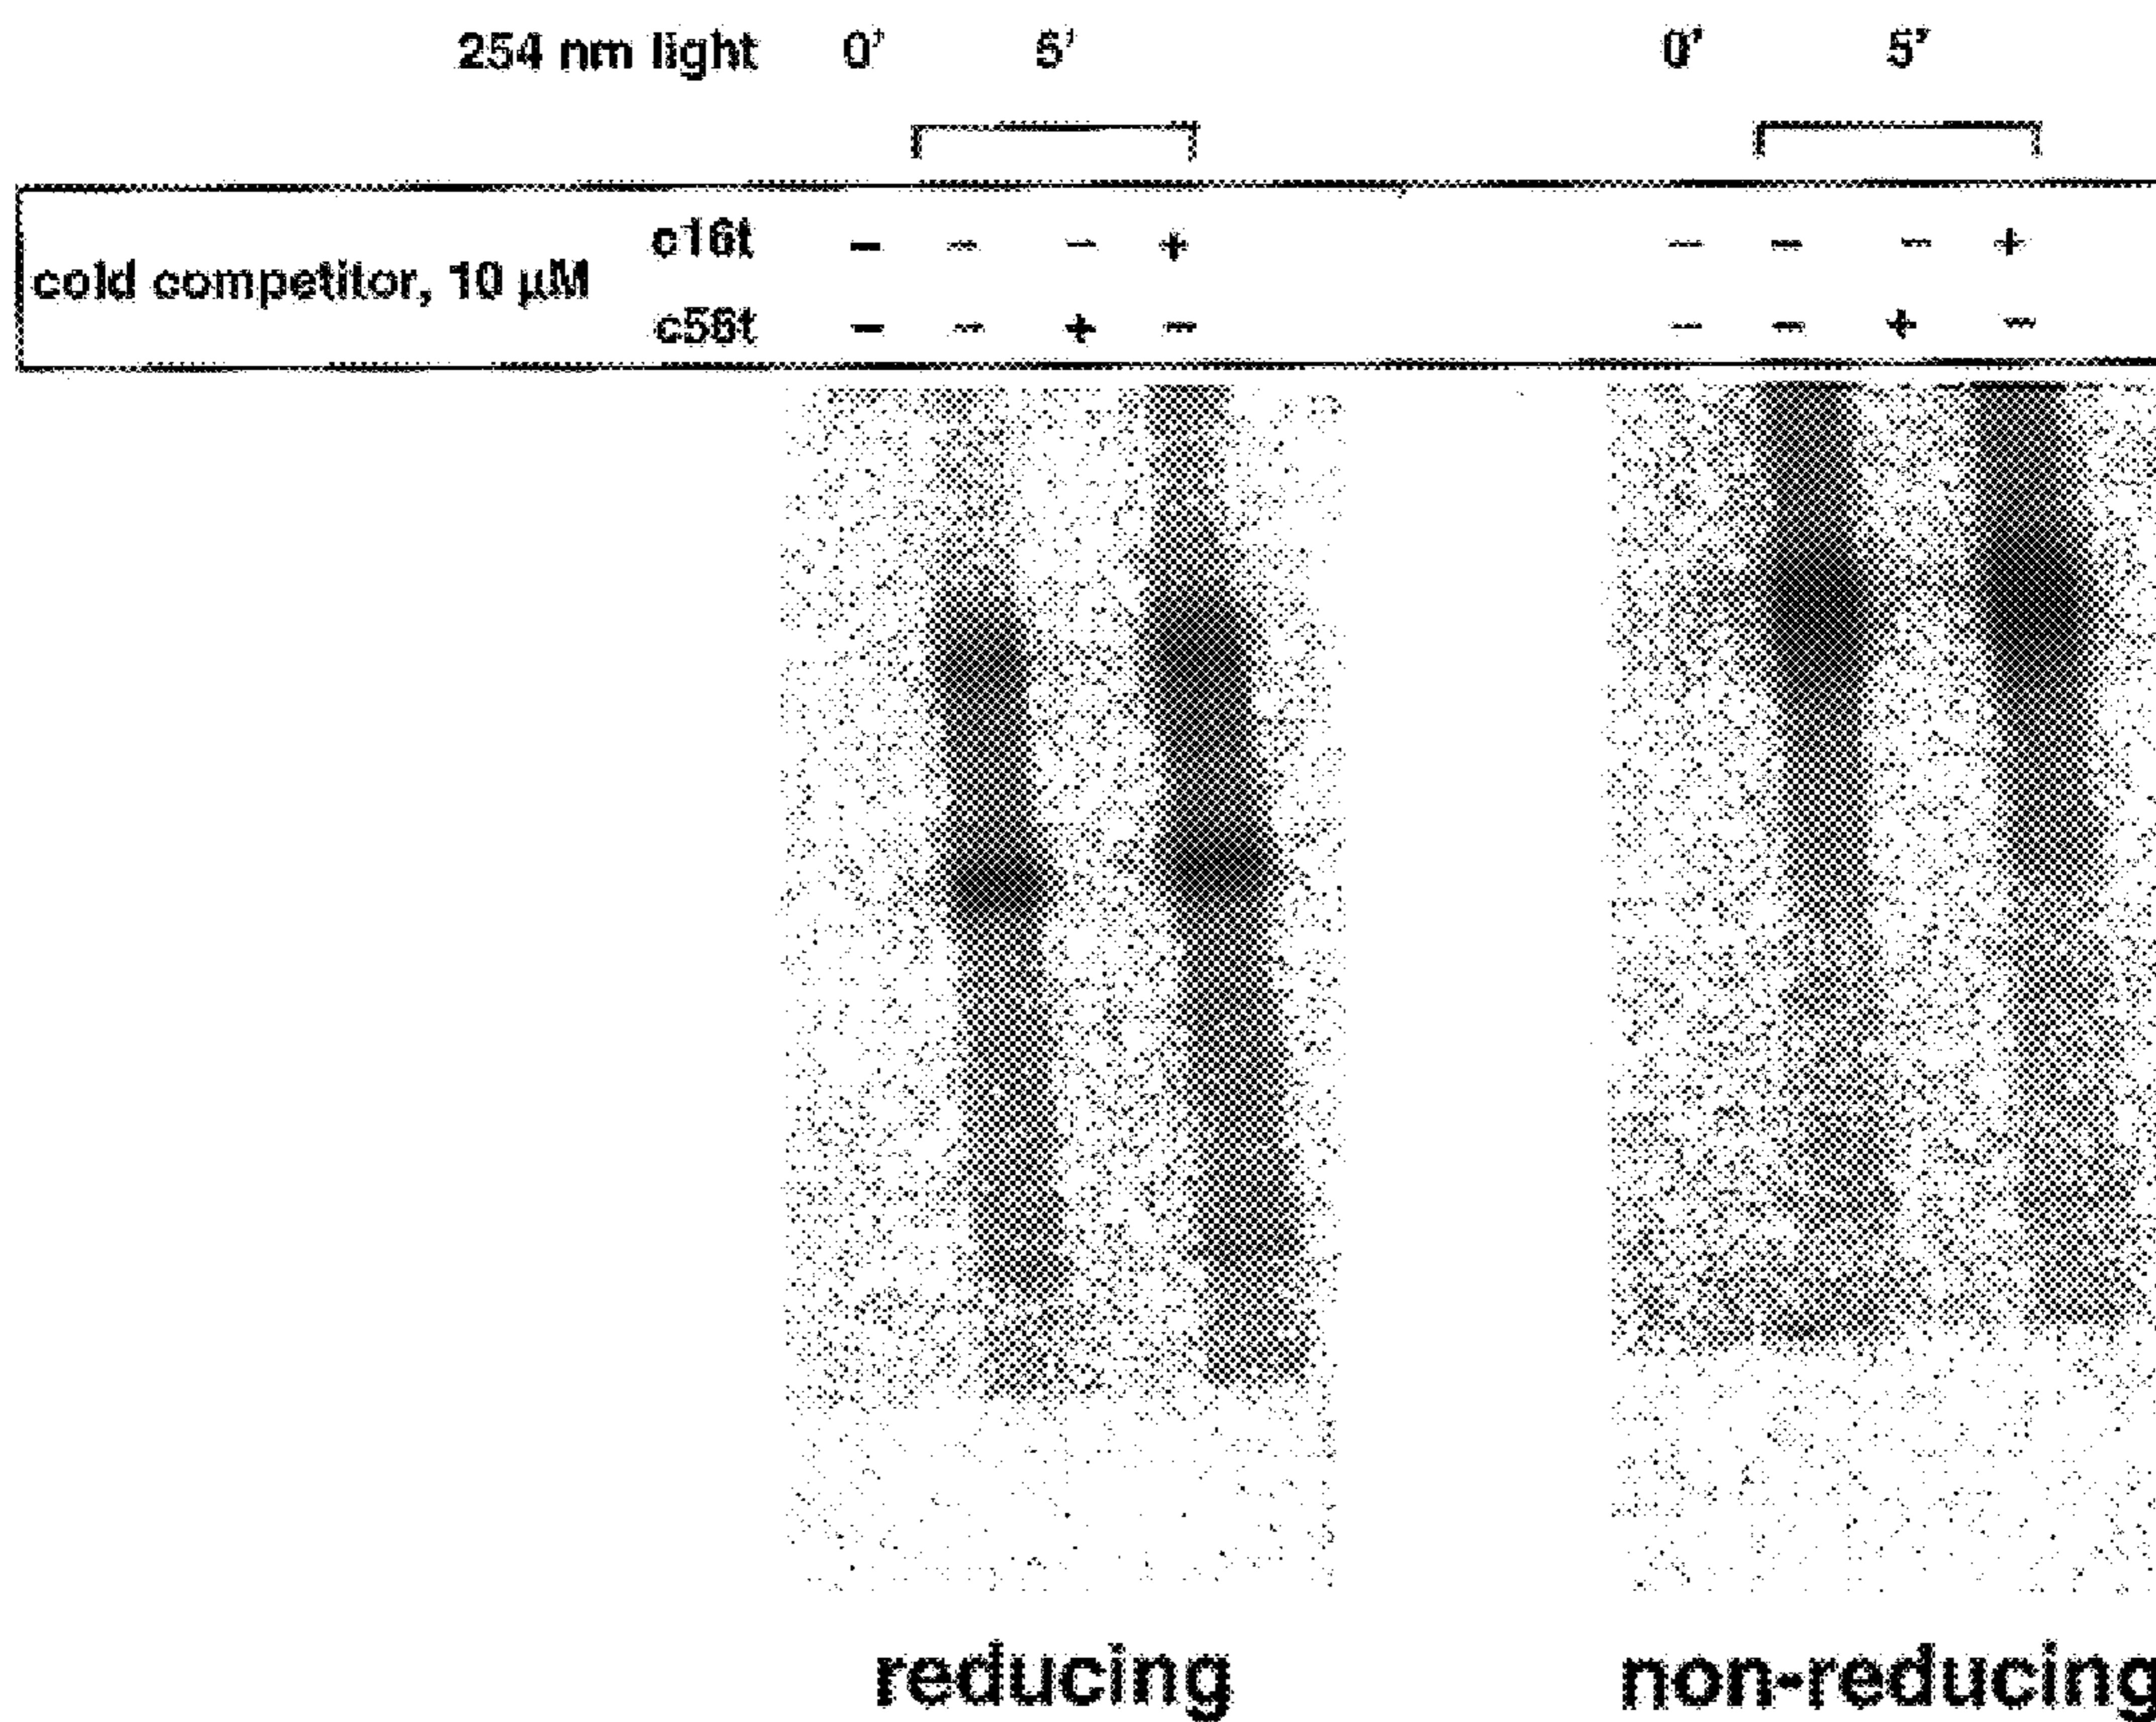 254 nm light 0' 5' 0' 5'
c16t - - - + - - - +
cold competitor, 10 µM
c56t - - + - - - + -
reducing non-reducing